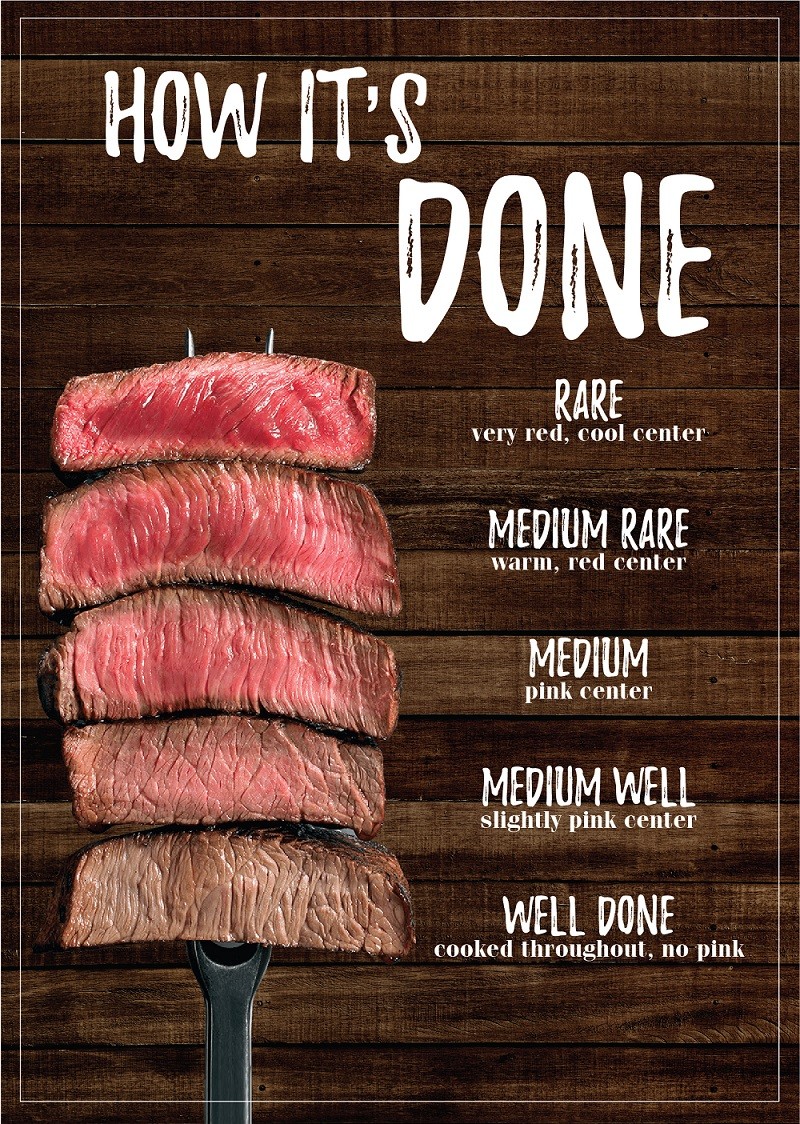 HOW IT'S
DONE
RARE
very red, cool center
MEDIUM RARE
warm, red center
MEDIUM
pink center
MEDIUM WELL
slightly pink center
WELL DONE
cooked throughout, no pink